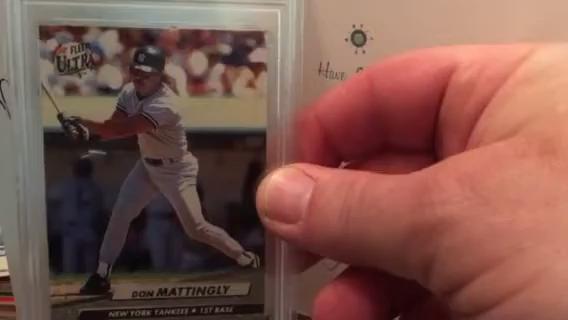 FLEER
ULTRA
DON MATTINGLY
NEW YORK YANKEES ★ 1ST BASE